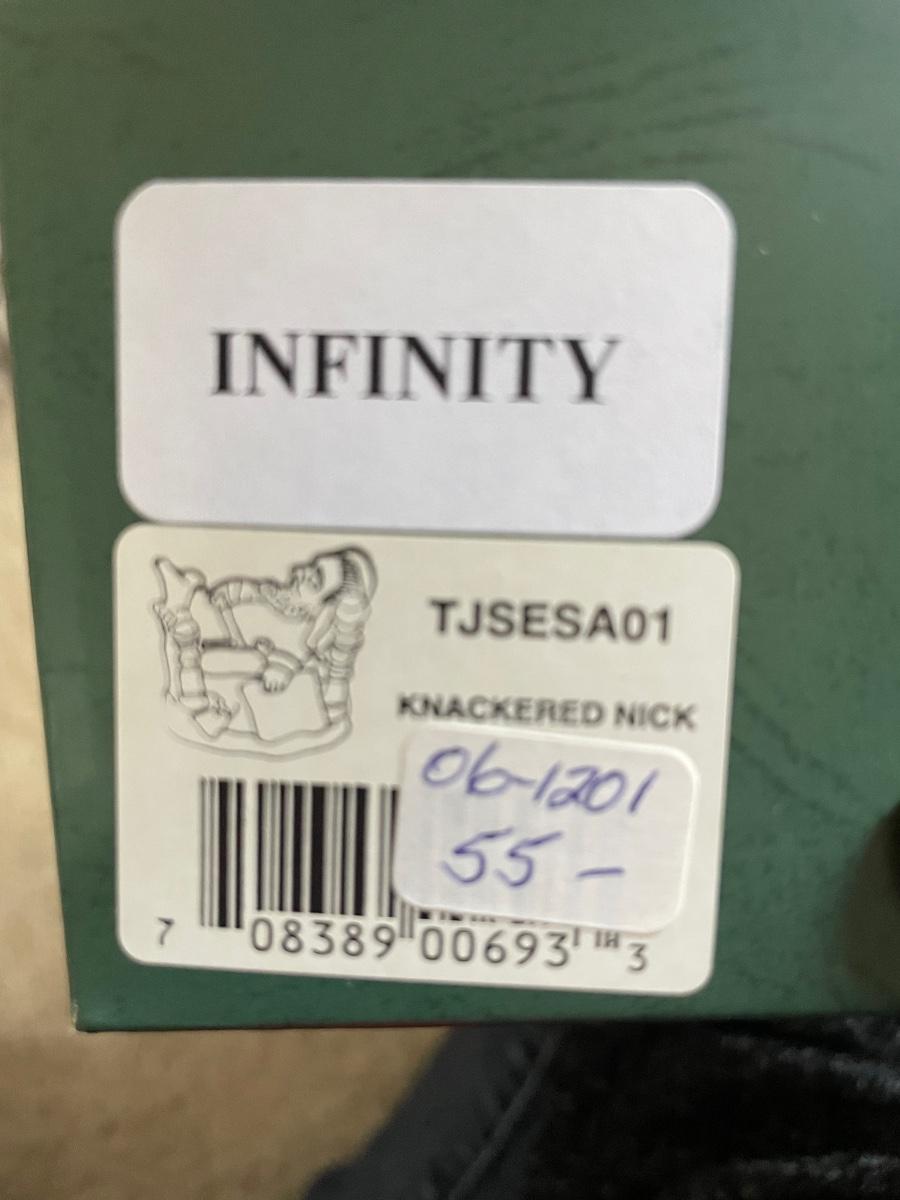 INFINITY
TJSESA01
KNACKERED NICK
06-1201
55 -
7 08389 00693 3